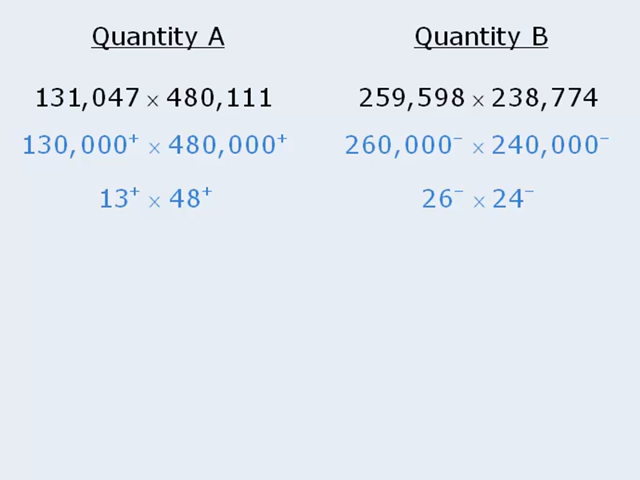 Quantity A Quantity B
131,047 × 480,111 259,598 × 238,774
130,000⁺ × 480,000⁺ 260,000⁻ × 240,000⁻
13⁺ × 48⁺ 26⁻ × 24⁻